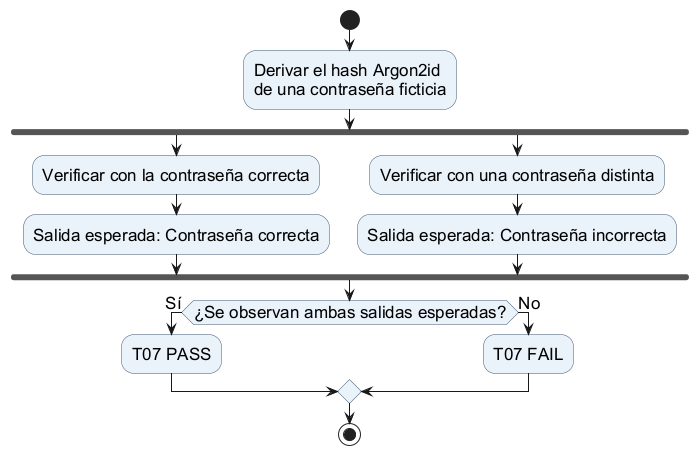 Derivar el hash Argon2id
de una contraseña ficticia
Verificar con la contraseña correcta
Verificar con una contraseña distinta
Salida esperada: Contraseña correcta
Salida esperada: Contraseña incorrecta
Sí
¿Se observan ambas salidas esperadas?
No
T07 PASS
T07 FAIL